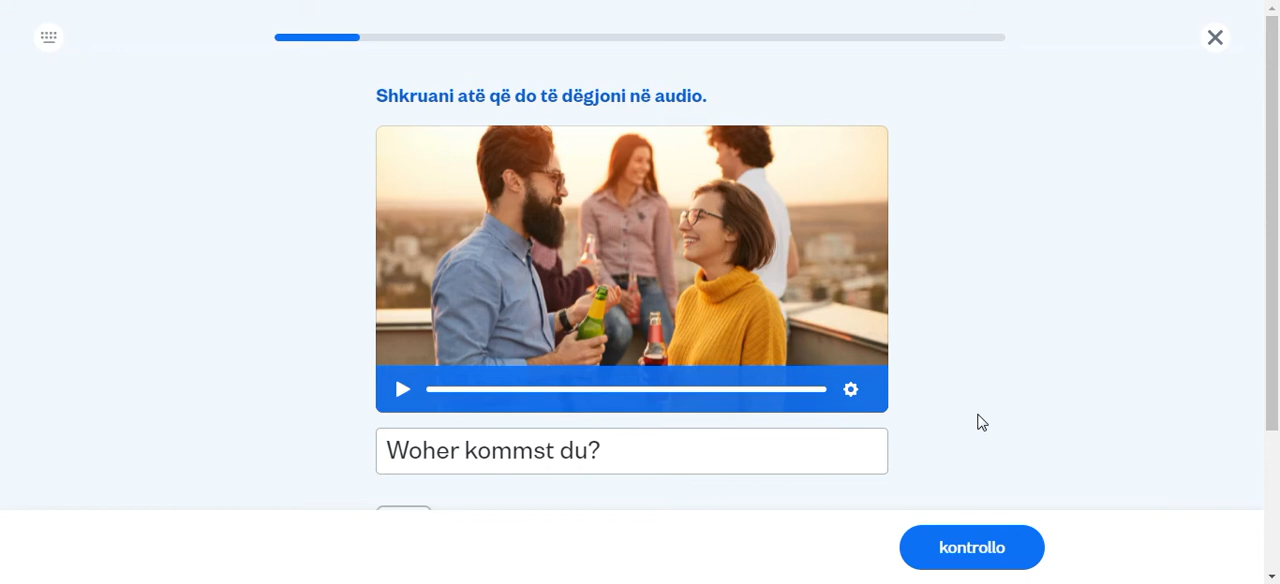 Shkruani atë që do të dëgjoni në audio.
Woher kommst du?
kontrollo